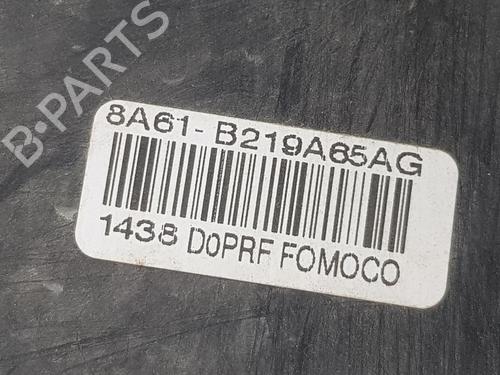 B-PARTS
8A61-B219A65AG
1438 D0PRF FOMOCO